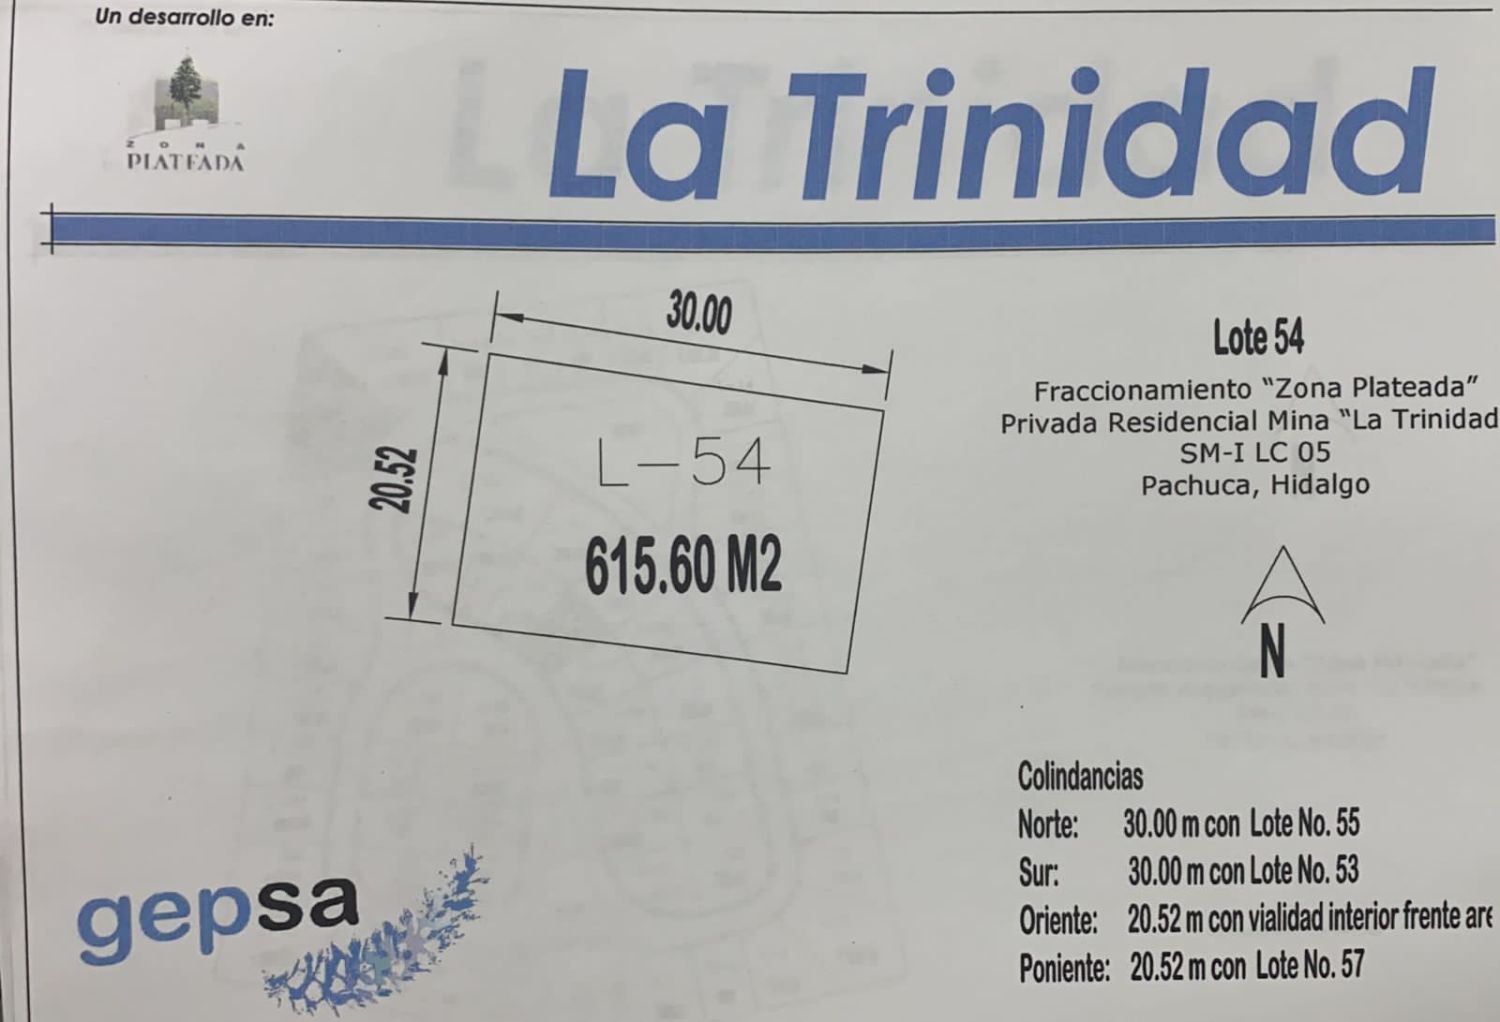 Un desarrollo en:
ZONA
PLATEADA
La Trinidad
30.00
20.52
L-54
615.60 M2
Lote 54
Fraccionamiento “Zona Plateada”
Privada Residencial Mina “La Trinidad
SM-I LC 05
Pachuca, Hidalgo
N
Colindancias
Norte: 30.00 m con Lote No. 55
Sur: 30.00 m con Lote No. 53
Oriente: 20.52 m con vialidad interior frente
Poniente: 20.52 m con Lote No. 57
gepsa